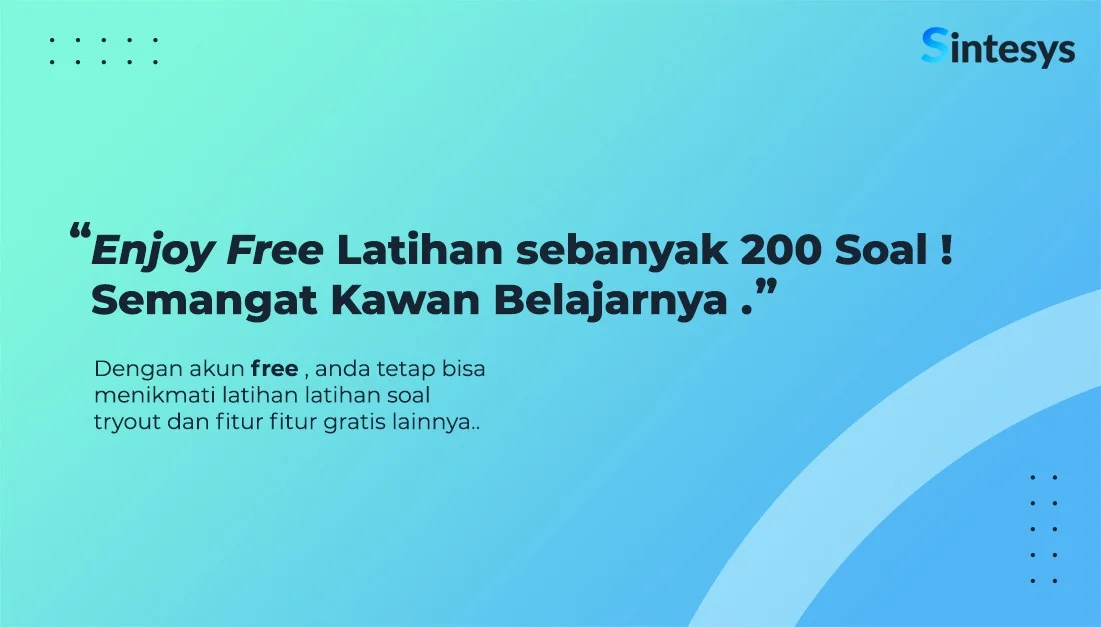 Sintesys
“Enjoy Free Latihan sebanyak 200 Soal !
Semangat Kawan Belajarnya .”
Dengan akun free , anda tetap bisa
menikmati latihan latihan soal
tryout dan fitur fitur gratis lainnya..